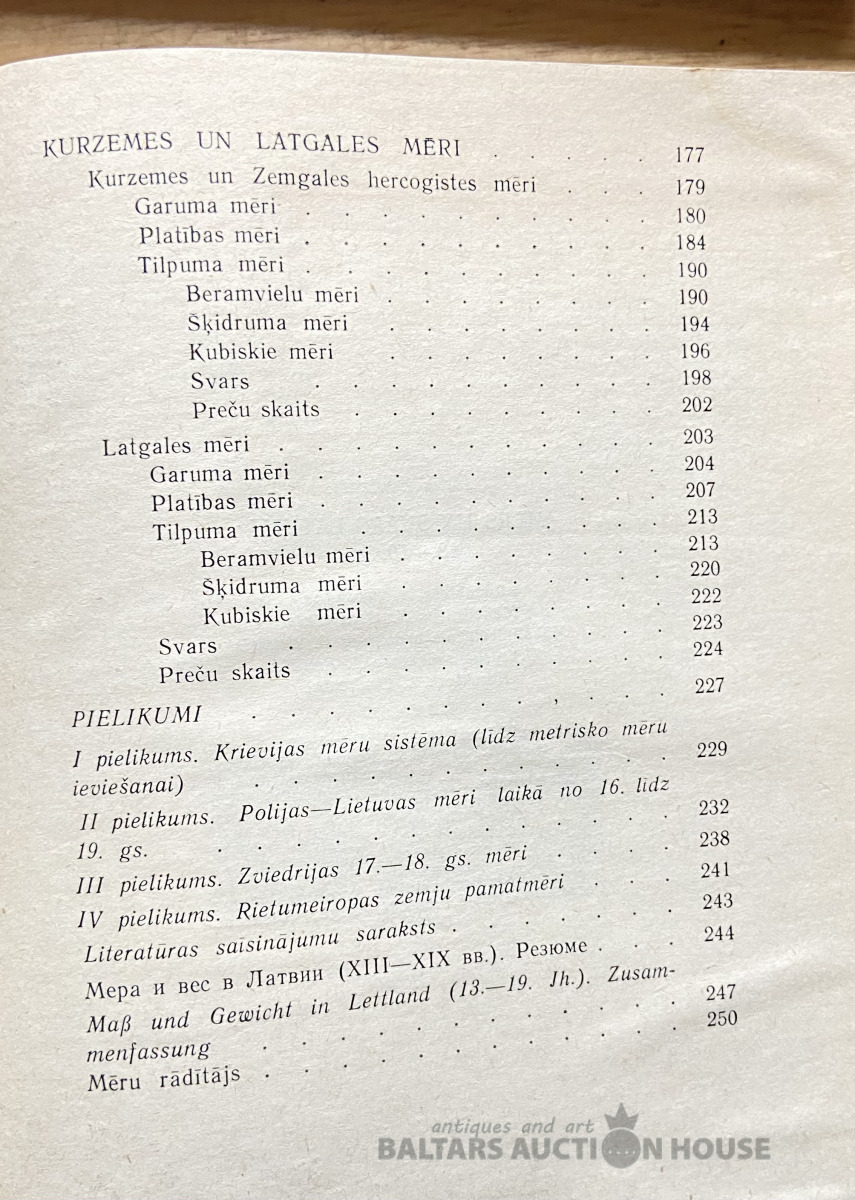 KURZEMES UN LATGALES MĒRI . . . . . 177
Kurzemes un Zemgales hercogistes mēri . . . 179
Garuma mēri . . . . . . . . . 180
Platības mēri . . . . . . . . . 184
Tilpuma mēri . . . . . . . . . 190
Beramvielu mēri . . . . . . . 190
Šķidruma mēri . . . . . . . 194
Kubiskie mēri . . . . . . . 196
Svars . . . . . . . . . 198
Preču skaits . . . . . . . . 202
Latgales mēri . . . . . . . . . . 203
Garuma mēri . . . . . . . . . 204
Platības mēri . . . . . . . . . 207
Tilpuma mēri . . . . . . . . 213
Beramvielu mēri . . . . . . . 213
Šķidruma mēri . . . . . . . 220
Kubiskie mēri . . . . . . . 222
Svars . . . . . . . . . . 223
Preču skaits . . . . . . . . . 224
PIELIKUMI . . . . . . . . . . . 227
I pielikums. Krievijas mēru sistēma (līdz metrisko mēru
ieviešanai) . . . . . . . . . . . 229
II pielikums. Polijas—Lietuvas mēri laikā no 16. līdz
19. gs. . . . . . . . . . . . . 232
III pielikums. Zviedrijas 17.—18. gs. mēri . . . . 238
IV pielikums. Rietumeiropas zemju pamatmēri . . . 241
Literatūras saīsinājumu saraksts . . . . . . . 243
Мера и вес в Латвии (XIII—XIX вв.). Резюме . . . 244
Maß und Gewicht in Lettland (13.—19. Jh.). Zusam-
menfassung . . . . . . . . . . . 247
Mēru rādītājs . . . . . . . . . . . 250
antiques and art
BALTARS AUCTION HOUSE